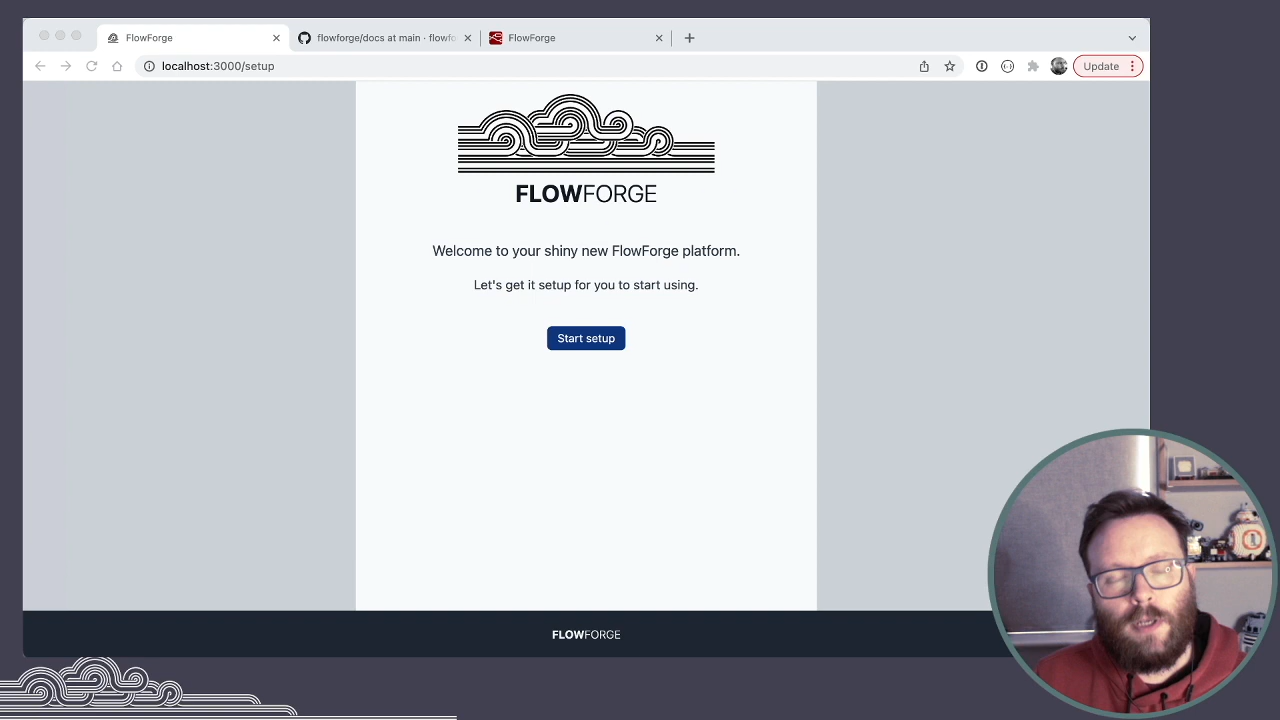 FlowForge
flowforge/docs at main · flowfo
FlowForge
localhost:3000/setup
Update
FLOWFORGE
Welcome to your shiny new FlowForge platform.
Let's get it setup for you to start using.
Start setup
FLOWFORGE